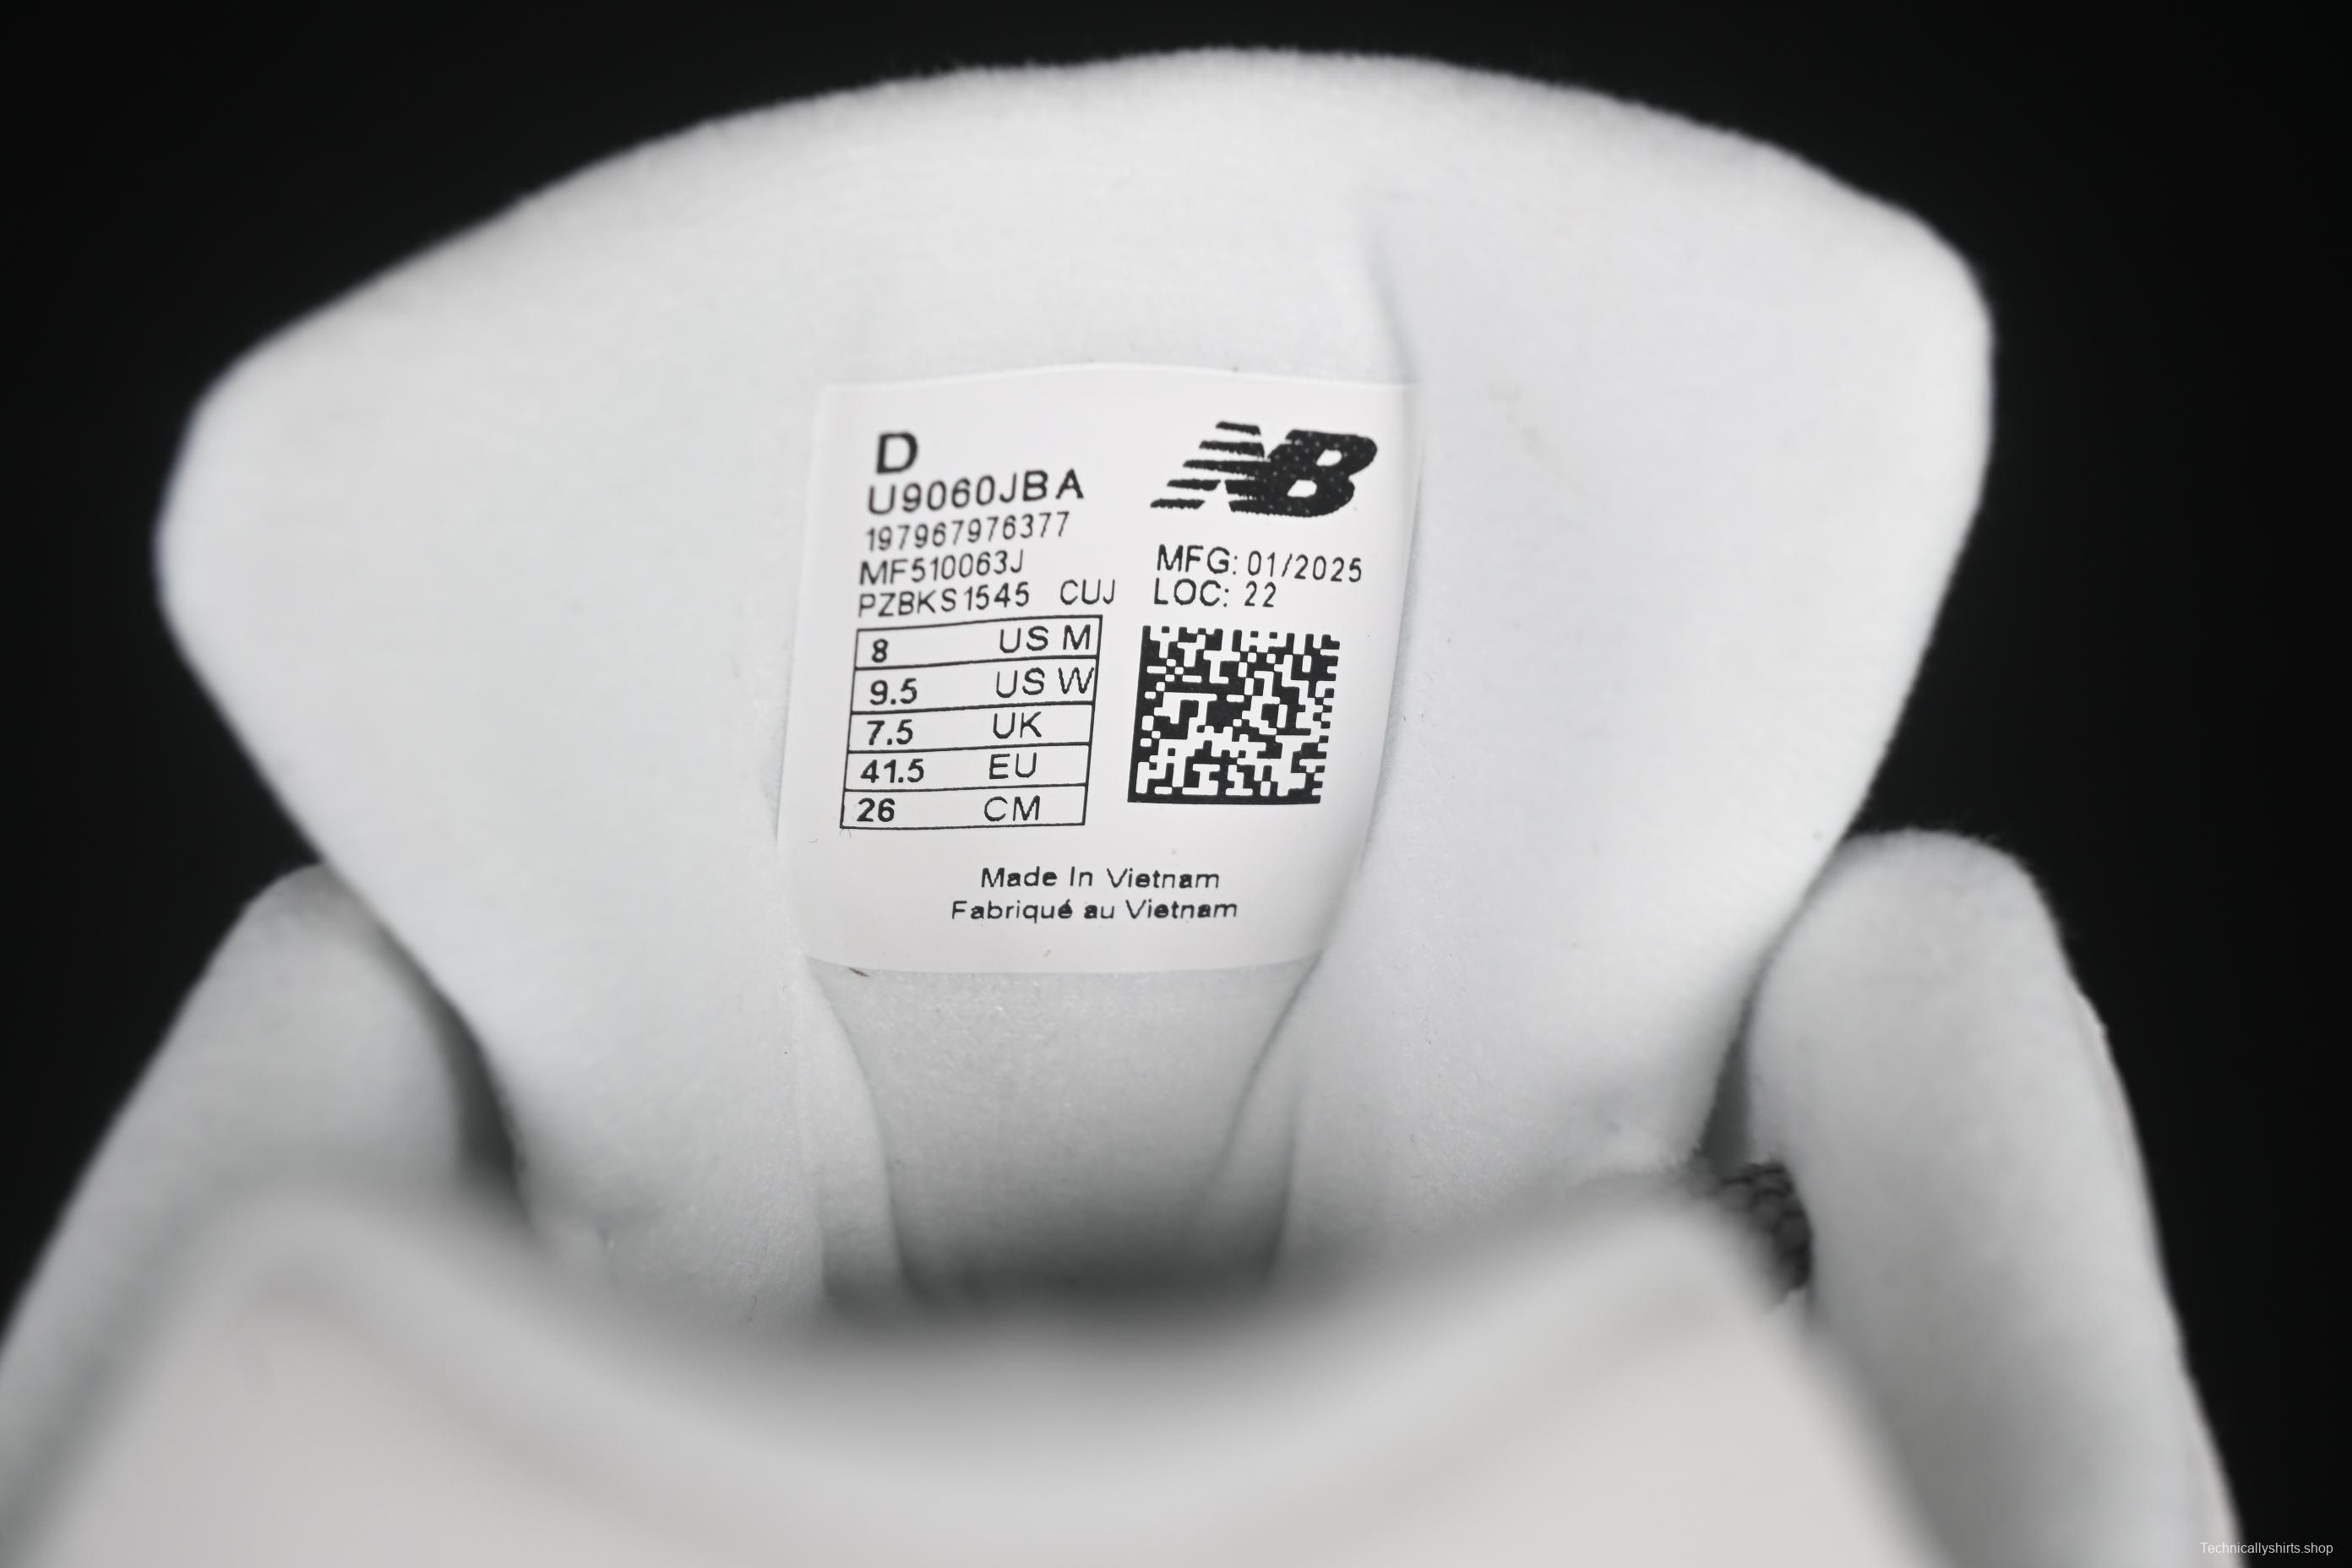 D
U9060JBA
197967976377
MF510063J
PZBKS1545 CUJ
8 US M
9.5 US W
7.5 UK
41.5 EU
26 CM
NB
MFG: 01/2025
LOC: 22
Made In Vietnam
Fabriqué au Vietnam
Technicallyshirts.shop